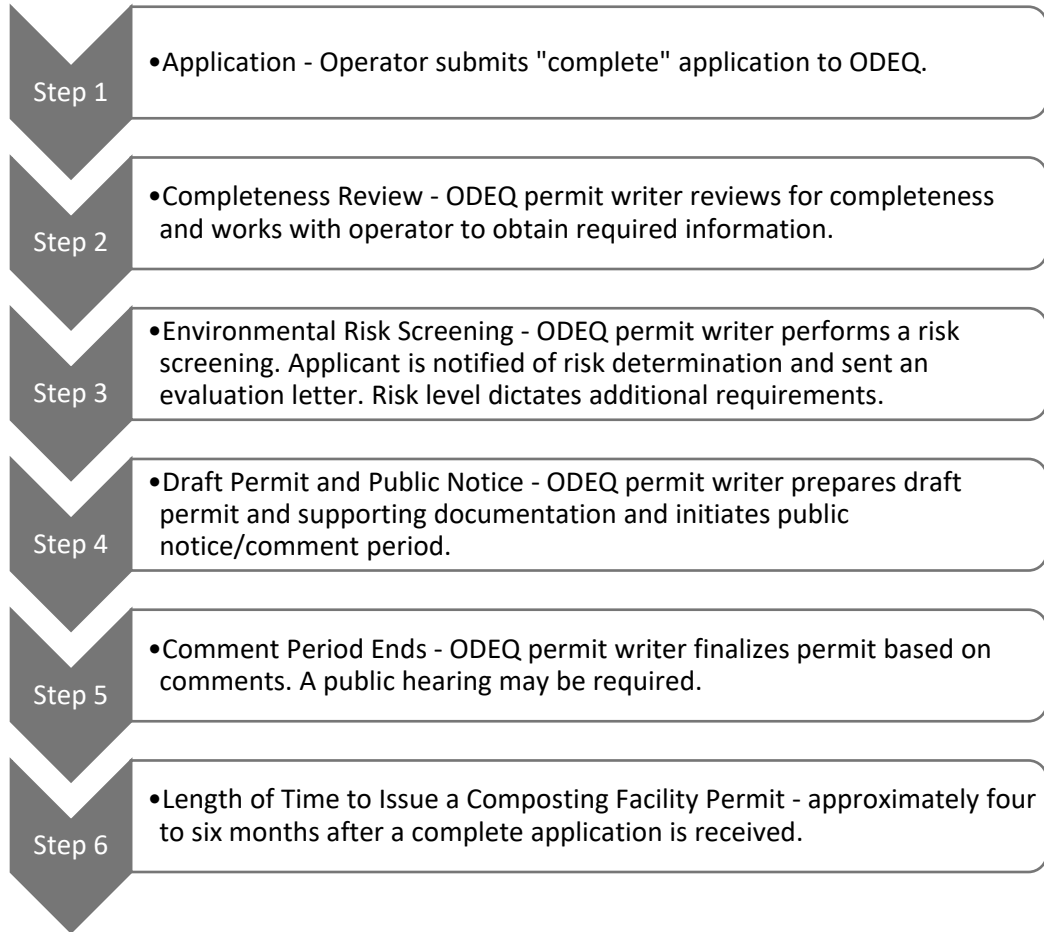 Step 1
•Application - Operator submits "complete" application to ODEQ.
Step 2
•Completeness Review - ODEQ permit writer reviews for completeness
and works with operator to obtain required information.
Step 3
•Environmental Risk Screening - ODEQ permit writer performs a risk
screening. Applicant is notified of risk determination and sent an
evaluation letter. Risk level dictates additional requirements.
Step 4
•Draft Permit and Public Notice - ODEQ permit writer prepares draft
permit and supporting documentation and initiates public
notice/comment period.
Step 5
•Comment Period Ends - ODEQ permit writer finalizes permit based on
comments. A public hearing may be required.
Step 6
•Length of Time to Issue a Composting Facility Permit - approximately four
to six months after a complete application is received.